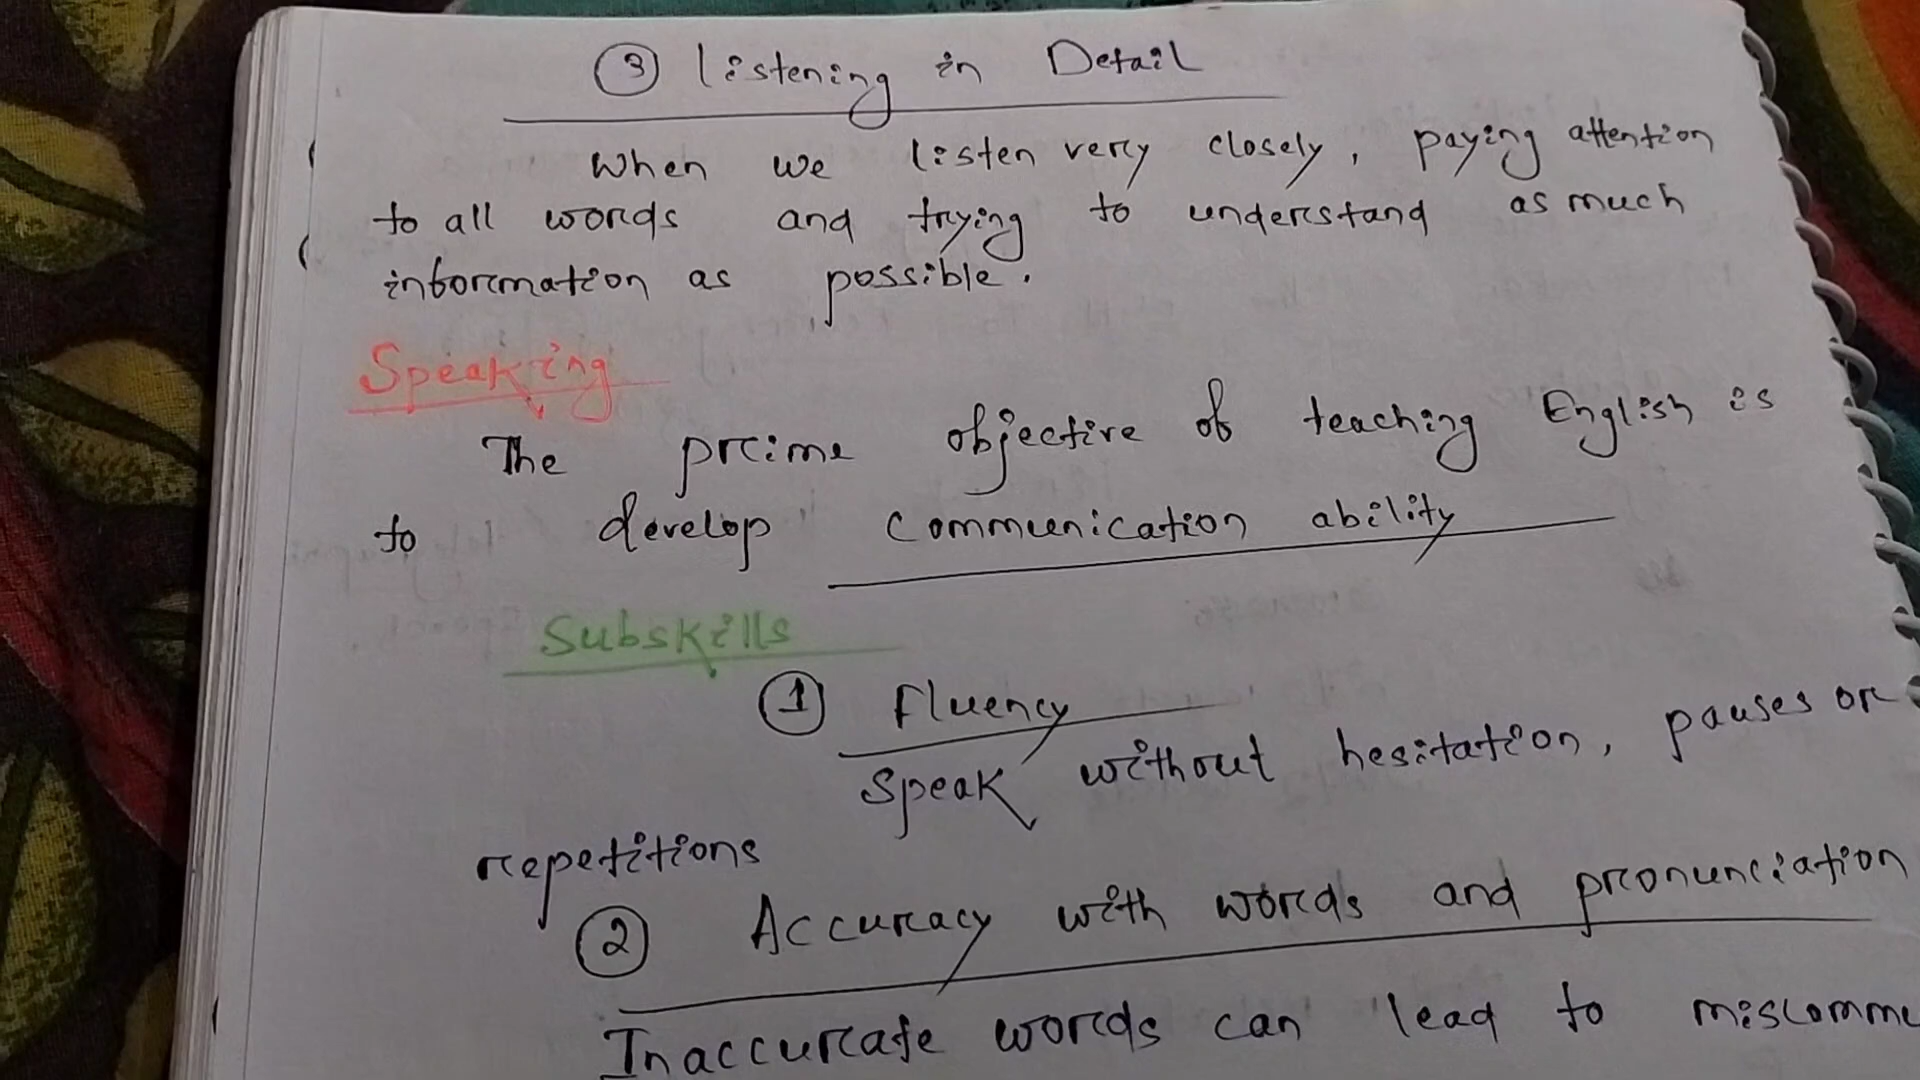 ③ Listening in Detail
When we listen very closely, paying attention
to all words and trying to understand as much
information as possible.
Speaking
The prime objective of teaching English is
to develop communication ability
Subskills
① Fluency
Speak without hesitation, pauses or
repetitions
② Accuracy with words and pronunciation
Inaccurate words can lead to miscommu